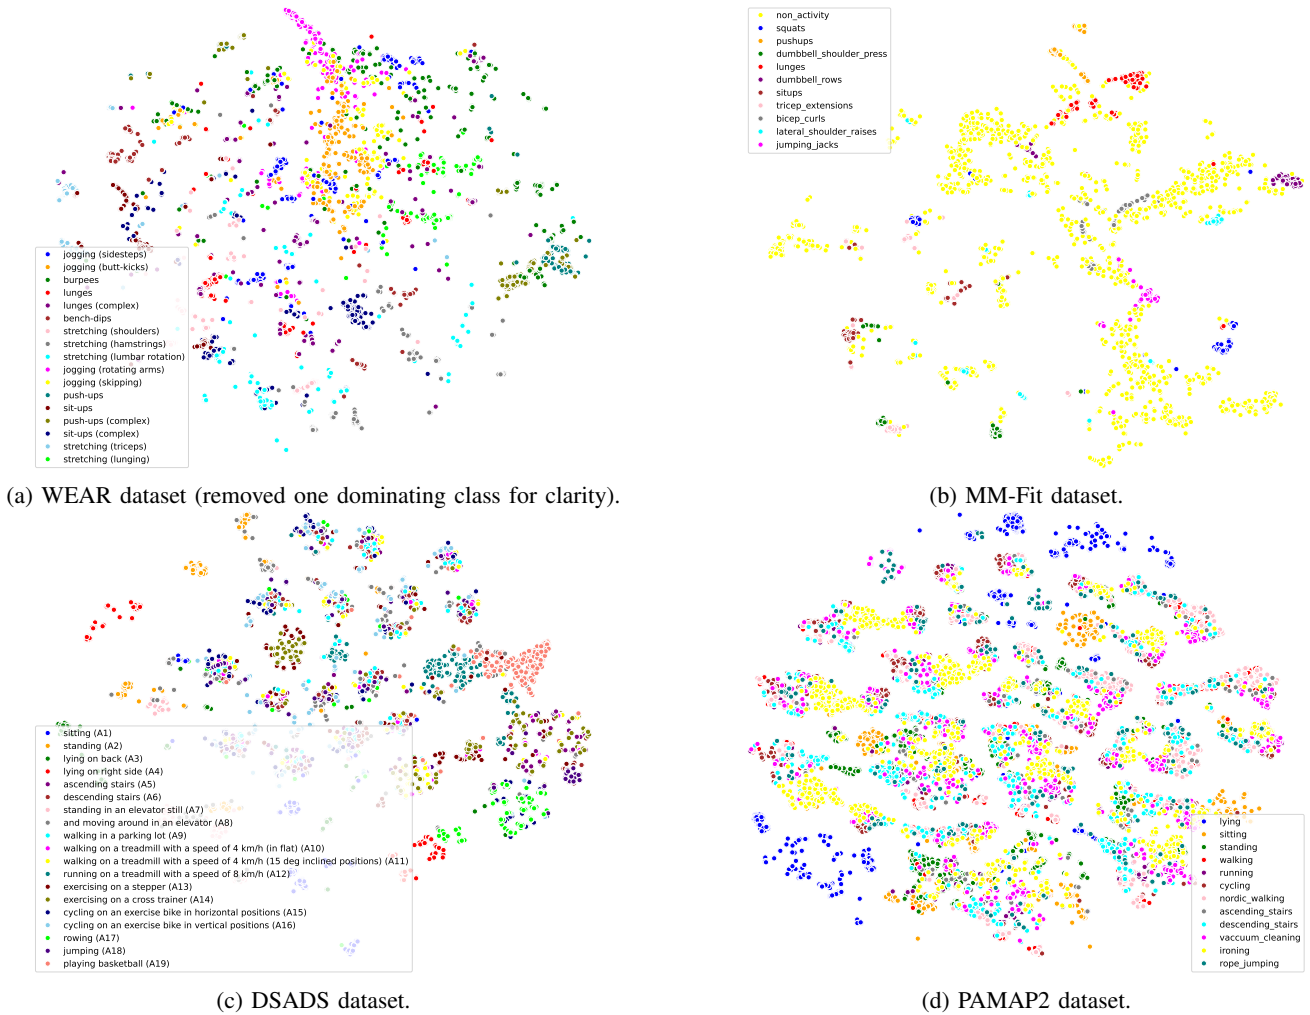 jogging (sidesteps)
jogging (butt-kicks)
burpees
lunges
lunges (complex)
bench-dips
stretching (shoulders)
stretching (hamstrings)
stretching (lumbar rotation)
jogging (rotating arms)
jogging (skipping)
push-ups
sit-ups
push-ups (complex)
sit-ups (complex)
stretching (triceps)
stretching (lunging)
(a) WEAR dataset (removed one dominating class for clarity).
non_activity
squats
pushups
dumbbell_shoulder_press
lunges
dumbbell_rows
situps
tricep_extensions
bicep_curls
lateral_shoulder_raises
jumping_jacks
(b) MM-Fit dataset.
sitting (A1)
standing (A2)
lying on back (A3)
lying on right side (A4)
ascending stairs (A5)
descending stairs (A6)
standing in an elevator still (A7)
and moving around in an elevator (A8)
walking in a parking lot (A9)
walking on a treadmill with a speed of 4 km/h (in flat) (A10)
walking on a treadmill with a speed of 4 km/h (15 deg inclined positions) (A11)
running on a treadmill with a speed of 8 km/h (A12)
exercising on a stepper (A13)
exercising on a cross trainer (A14)
cycling on an exercise bike in horizontal positions (A15)
cycling on an exercise bike in vertical positions (A16)
rowing (A17)
jumping (A18)
playing basketball (A19)
(c) DSADS dataset.
lying
sitting
standing
walking
running
cycling
nordic_walking
ascending_stairs
descending_stairs
vaccuum_cleaning
ironing
rope_jumping
(d) PAMAP2 dataset.